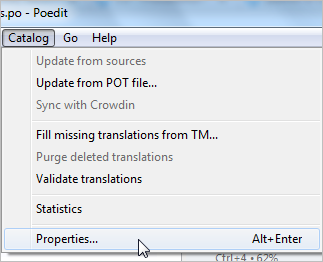 s.po - Poedit
Catalog Go Help
Update from sources
Update from POT file...
Sync with Crowdin
Fill missing translations from TM...
Purge deleted translations
Validate translations
Statistics
Properties... Alt+Enter
Ctrl+4 • 62%